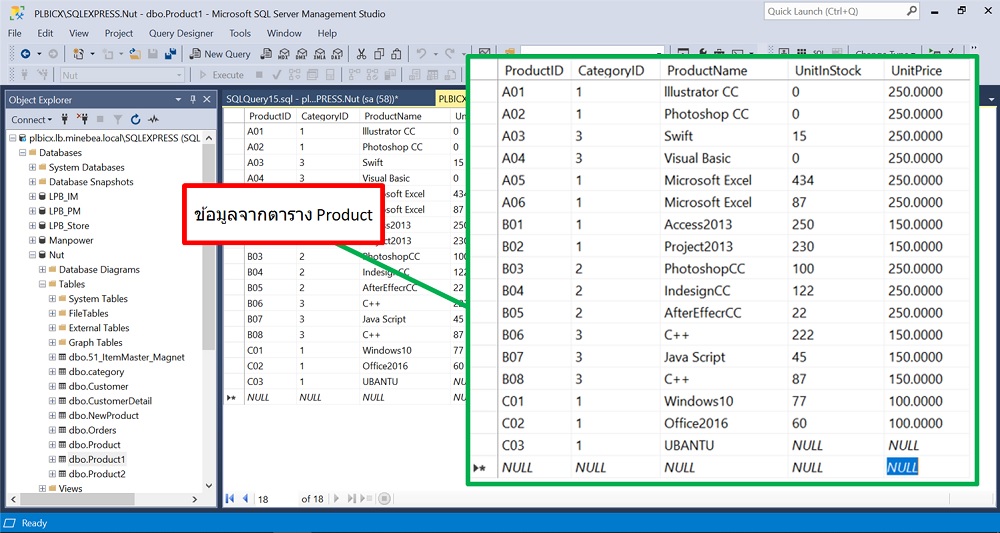 PLBICX\SQLEXPRESS.Nut - dbo.Product1 - Microsoft SQL Server Management Studio
Quick Launch (Ctrl+Q)
File Edit View Project Query Designer Tools Window Help
New Query
Execute
Nut
Change Type
Object Explorer
Connect
plbicx.lb.minebea.local\SQLEXPRESS (SQL
Databases
System Databases
Database Snapshots
LPB_IM
LPB_PM
LPB_Store
Manpower
Nut
Database Diagrams
Tables
System Tables
FileTables
External Tables
Graph Tables
dbo.51_ItemMaster_Magnet
dbo.category
dbo.Customer
dbo.CustomerDetail
dbo.NewProduct
dbo.Orders
dbo.Product
dbo.Product1
dbo.Product2
Views
SQLQuery15.sql - pl...PRESS.Nut (sa (58))*
PLBICX
ProductID CategoryID ProductName
A01 1 Illustrator CC 0
A02 1 Photoshop CC 0
A03 3 Swift 15
A04 3 Visual Basic 0
osoft Excel 434
osoft Excel 87
2013 250
2013 230
B03 2 PhotoshopCC 100
B04 2 IndesignCC 122
B05 2 AfterEffecrCC 22
B06 3 C++
B07 3 Java Script 45
B08 3 C++ 87
C01 1 Windows10 77
C02 1 Office2016 60
C03 1 UBANTU
NULL NULL NULL
18 of 18
ข้อมูลจากตาราง Product
ProductID CategoryID ProductName UnitInStock UnitPrice
A01 1 Illustrator CC 0 250.0000
A02 1 Photoshop CC 0 250.0000
A03 3 Swift 15 250.0000
A04 3 Visual Basic 0 250.0000
A05 1 Microsoft Excel 434 250.0000
A06 1 Microsoft Excel 87 250.0000
B01 1 Access2013 250 150.0000
B02 1 Project2013 230 150.0000
B03 2 PhotoshopCC 100 250.0000
B04 2 IndesignCC 122 250.0000
B05 2 AfterEffecrCC 22 250.0000
B06 3 C++ 222 150.0000
B07 3 Java Script 45 150.0000
B08 3 C++ 87 150.0000
C01 1 Windows10 77 100.0000
C02 1 Office2016 60 100.0000
C03 1 UBANTU NULL NULL
NULL NULL NULL NULL NULL
Ready